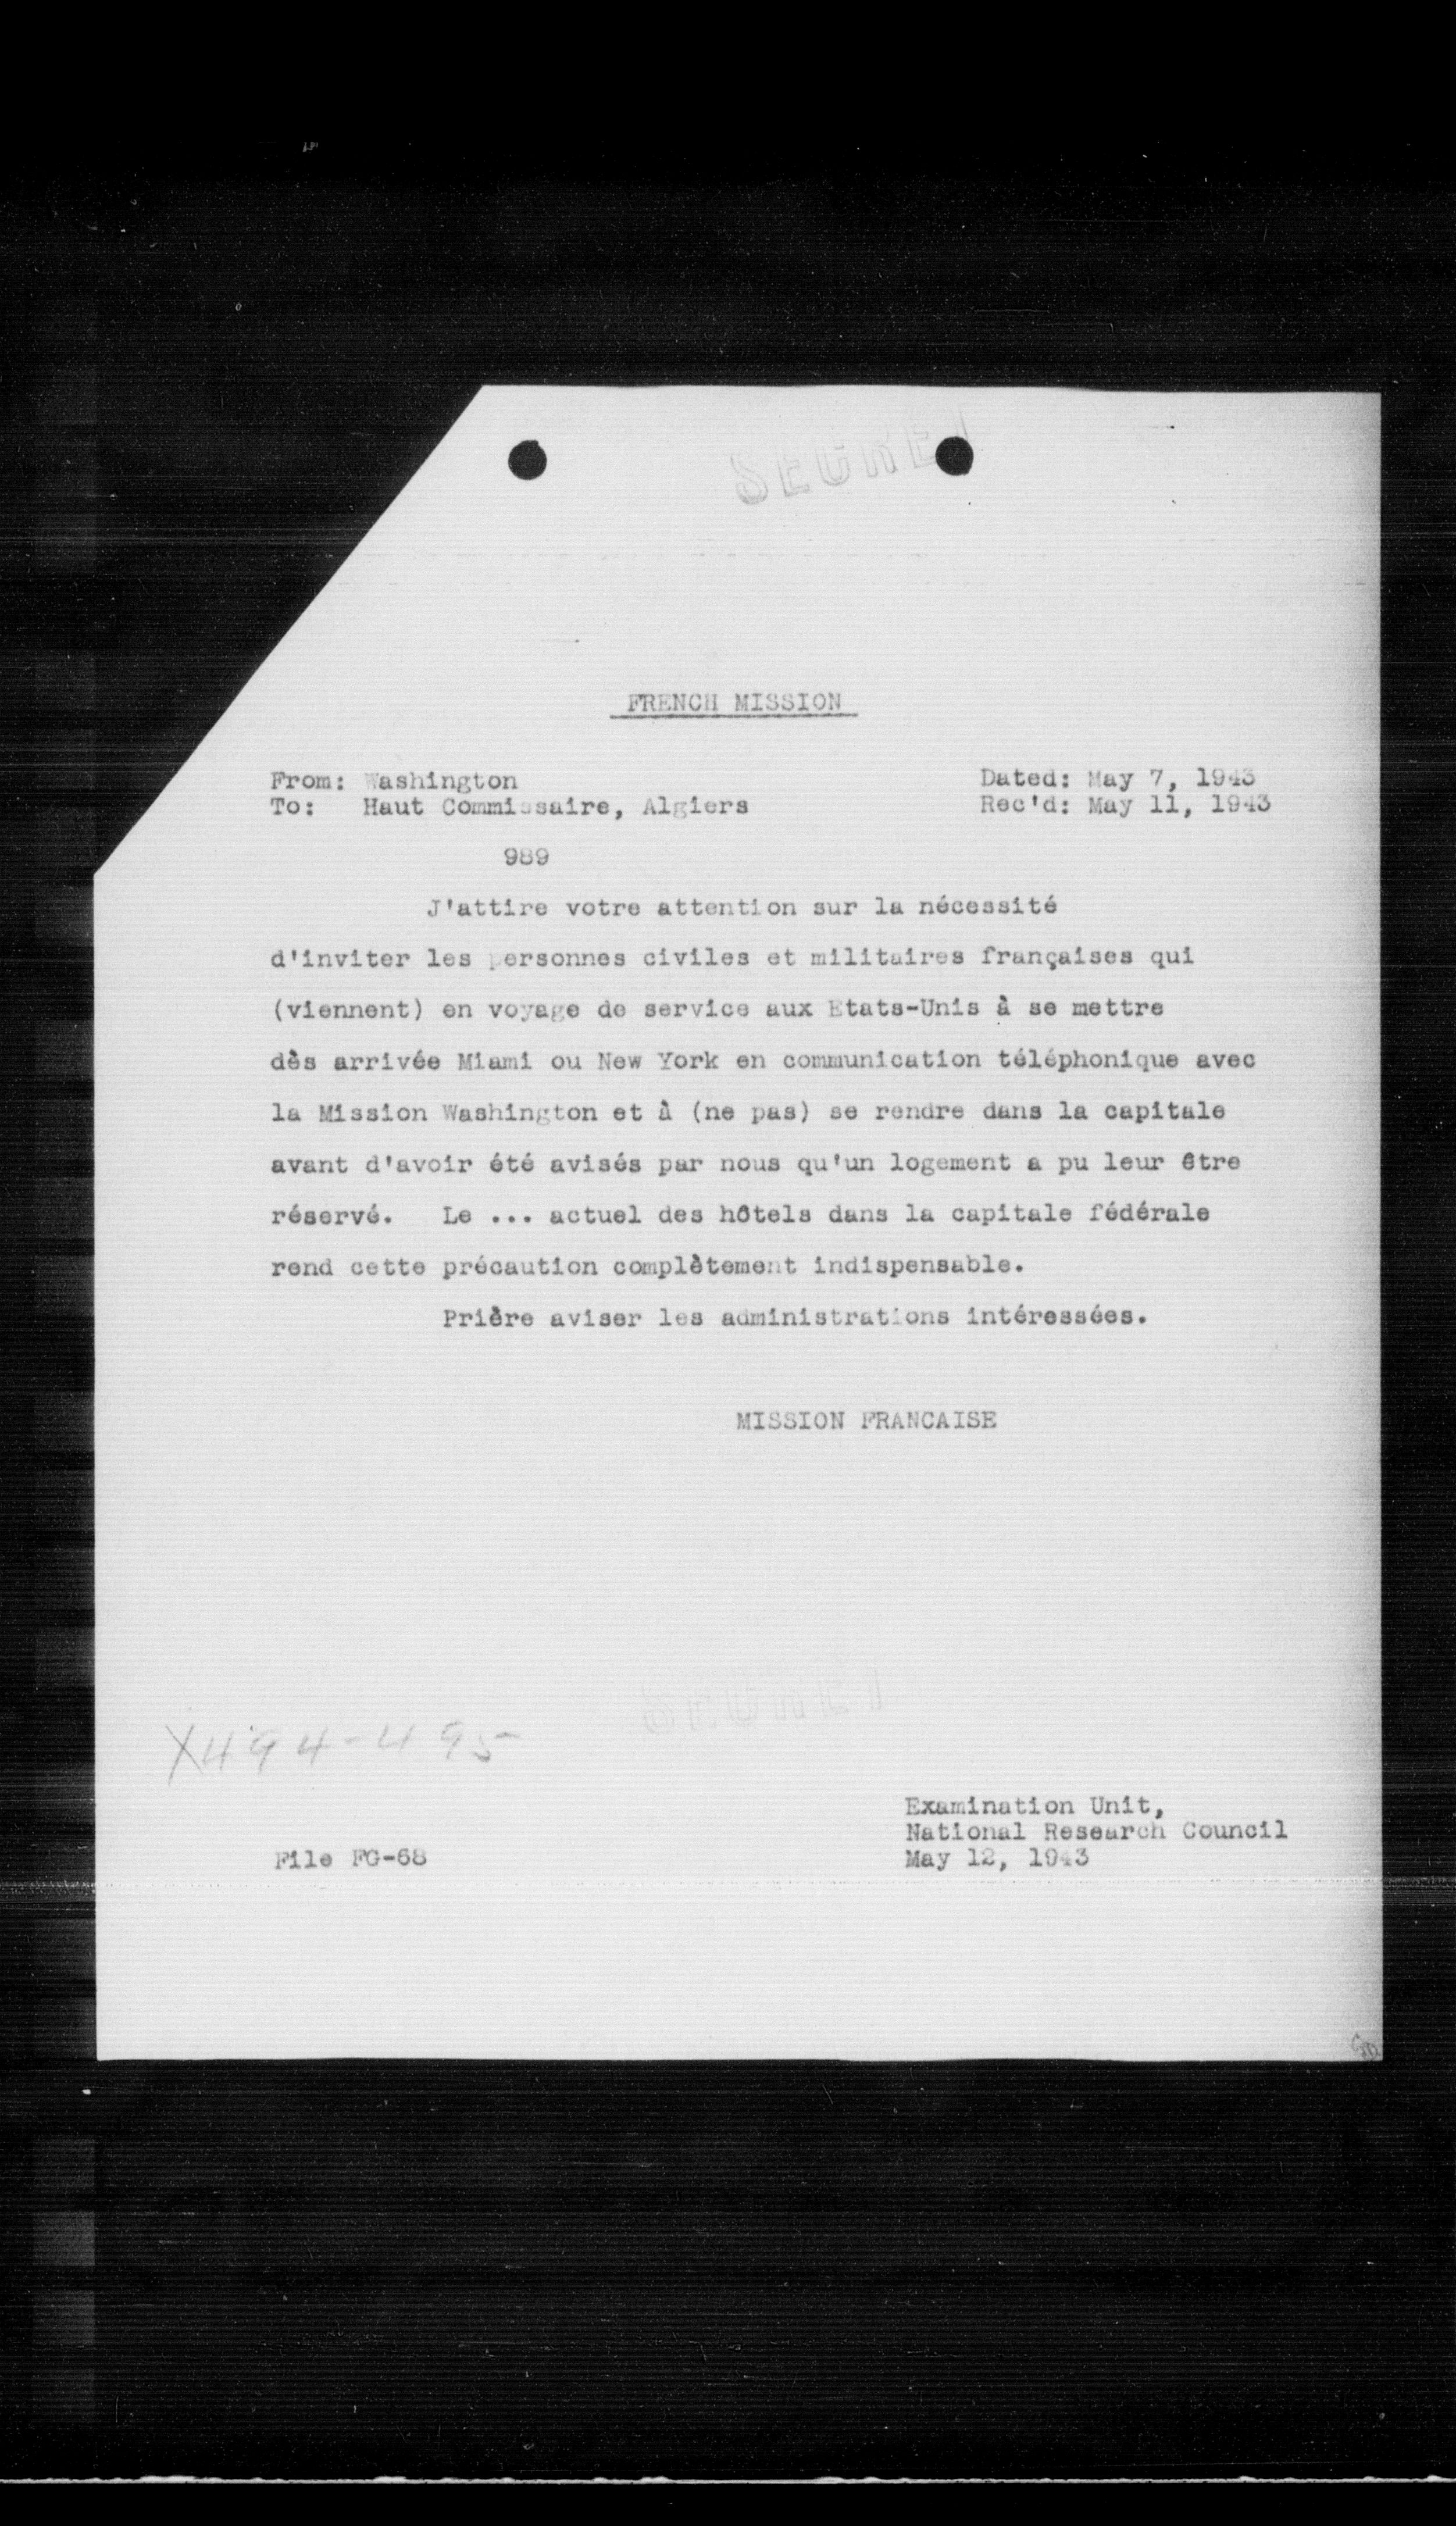 SECRET
FRENCH MISSION
From: Washington
To: Haut Commissaire, Algiers
Dated: May 7, 1943
Rec'd: May 11, 1943
989
J'attire votre attention sur la nécessité
d'inviter les personnes civiles et militaires françaises qui
(viennent) en voyage de service aux Etats-Unis à se mettre
dès arrivée Miami ou New York en communication téléphonique avec
la Mission Washington et à (ne pas) se rendre dans la capitale
avant d'avoir été avisés par nous qu'un logement a pu leur être
réservé. Le ... actuel des hôtels dans la capitale fédérale
rend cette précaution complètement indispensable.
Prière aviser les administrations intéressées.
MISSION FRANCAISE
SECRET
X494-495
Examination Unit,
National Research Council
May 12, 1943
File FG-68